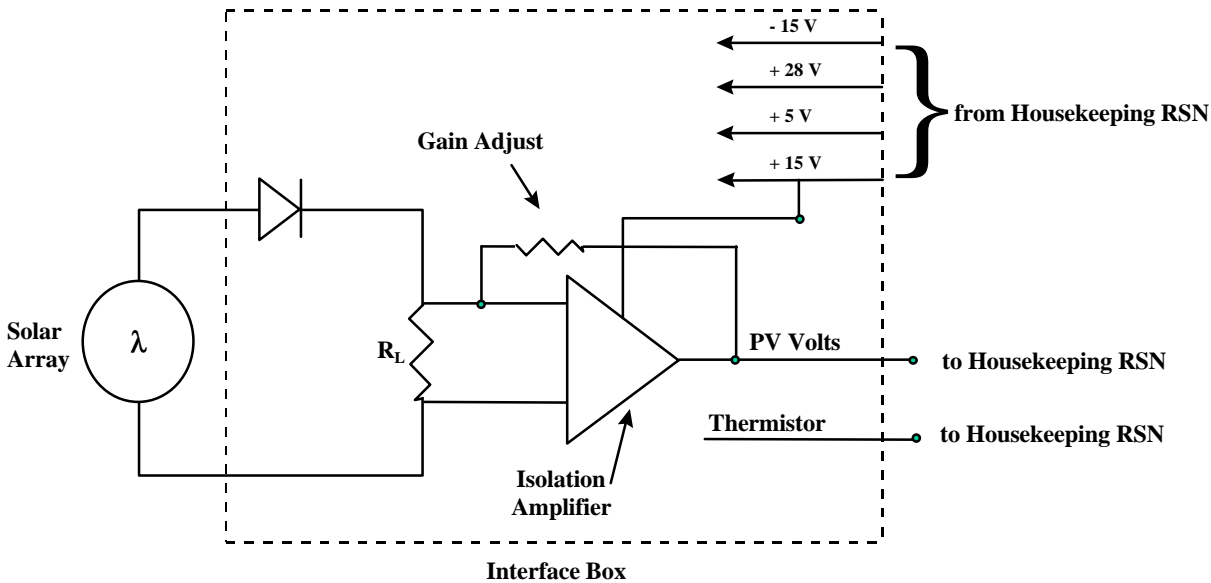 - 15 V
+ 28 V
+ 5 V
+ 15 V
from Housekeeping RSN
Gain Adjust
Solar
Array
λ
R_L
PV Volts
to Housekeeping RSN
Thermistor
to Housekeeping RSN
Isolation
Amplifier
Interface Box